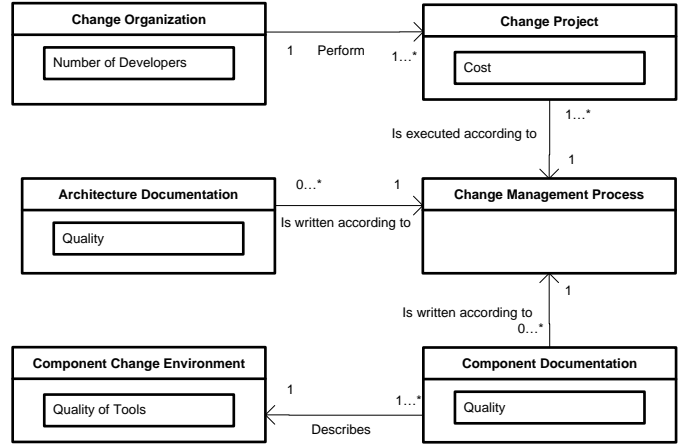 Change Organization
Number of Developers
1 Perform 1...*
Change Project
Cost
1...*
Is executed according to
1
Architecture Documentation
Quality
0...* 1
Is written according to
Change Management Process
1
Is written according to
0...*
Component Change Environment
Quality of Tools
1 1...*
Describes
Component Documentation
Quality